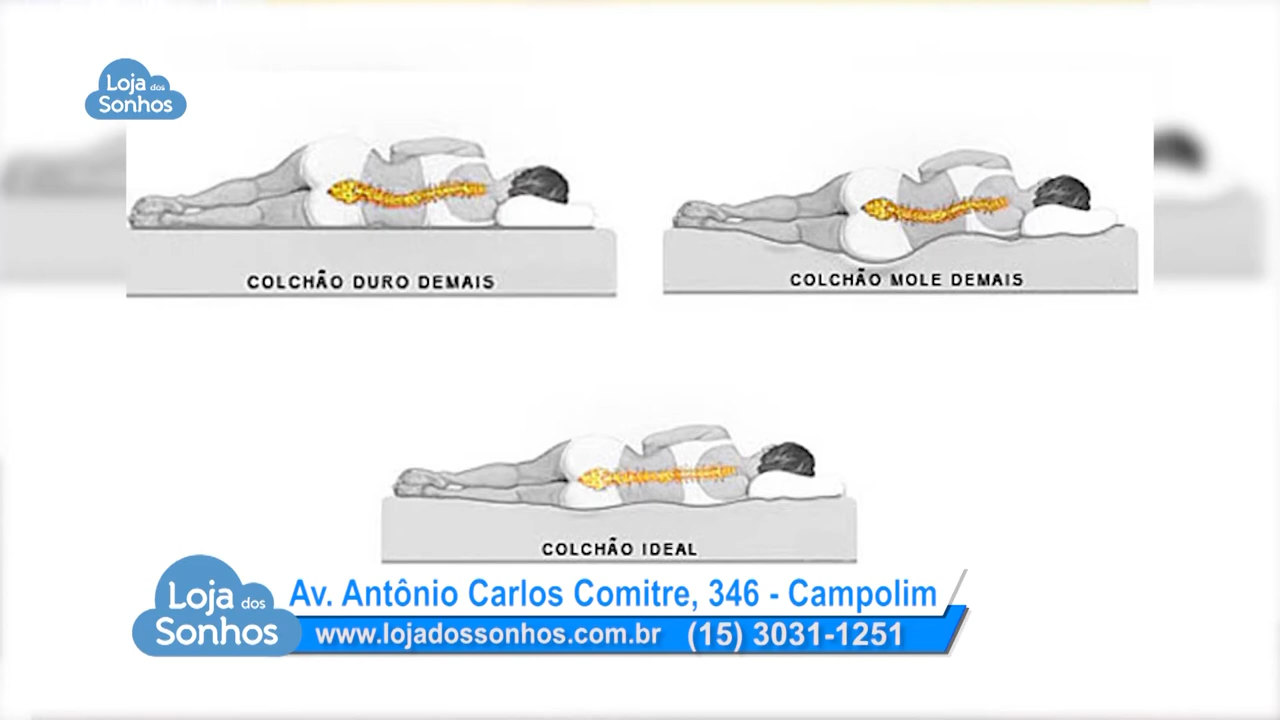 Loja dos
Sonhos
COLCHÃO DURO DEMAIS
COLCHÃO MOLE DEMAIS
COLCHÃO IDEAL
Loja dos
Sonhos
Av. Antônio Carlos Comitre, 346 - Campolim
www.lojadossonhos.com.br (15) 3031-1251